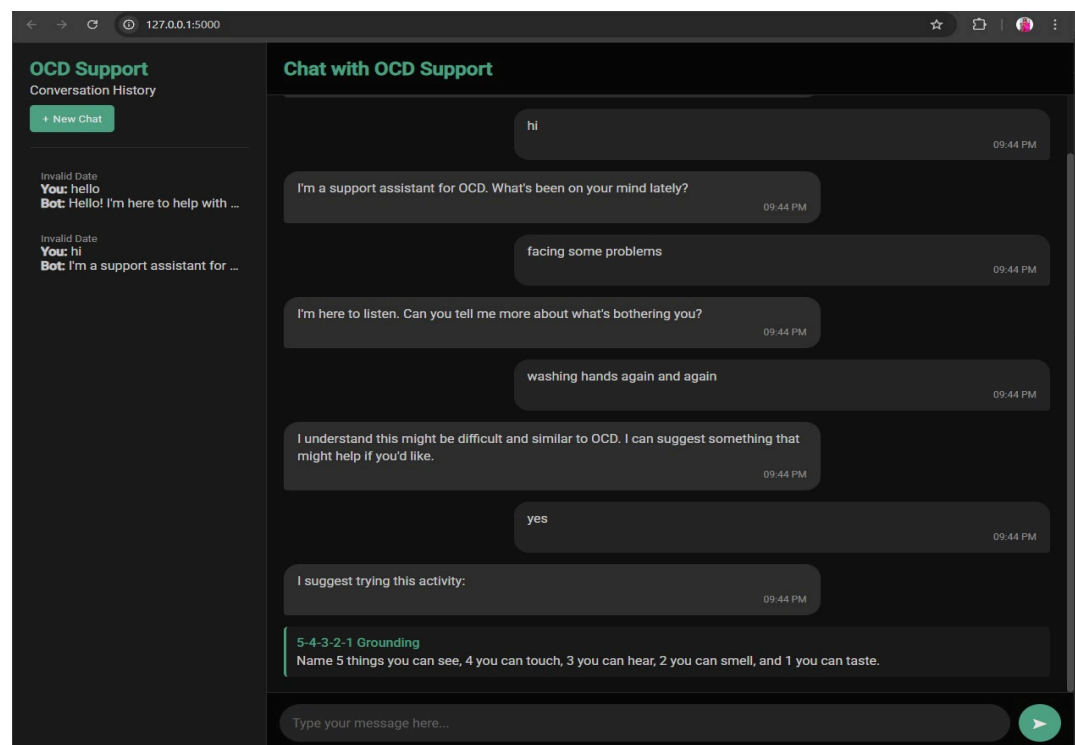 127.0.0.1:5000
OCD Support
Conversation History
+ New Chat
Invalid Date
You: hello
Bot: Hello! I'm here to help with ...
Invalid Date
You: hi
Bot: I'm a support assistant for ...
Chat with OCD Support
hi
09:44 PM
I'm a support assistant for OCD. What's been on your mind lately?
09:44 PM
facing some problems
09:44 PM
I'm here to listen. Can you tell me more about what's bothering you?
09:44 PM
washing hands again and again
09:44 PM
I understand this might be difficult and similar to OCD. I can suggest something that
might help if you'd like.
09:44 PM
yes
09:44 PM
I suggest trying this activity:
09:44 PM
5-4-3-2-1 Grounding
Name 5 things you can see, 4 you can touch, 3 you can hear, 2 you can smell, and 1 you can taste.
Type your message here...